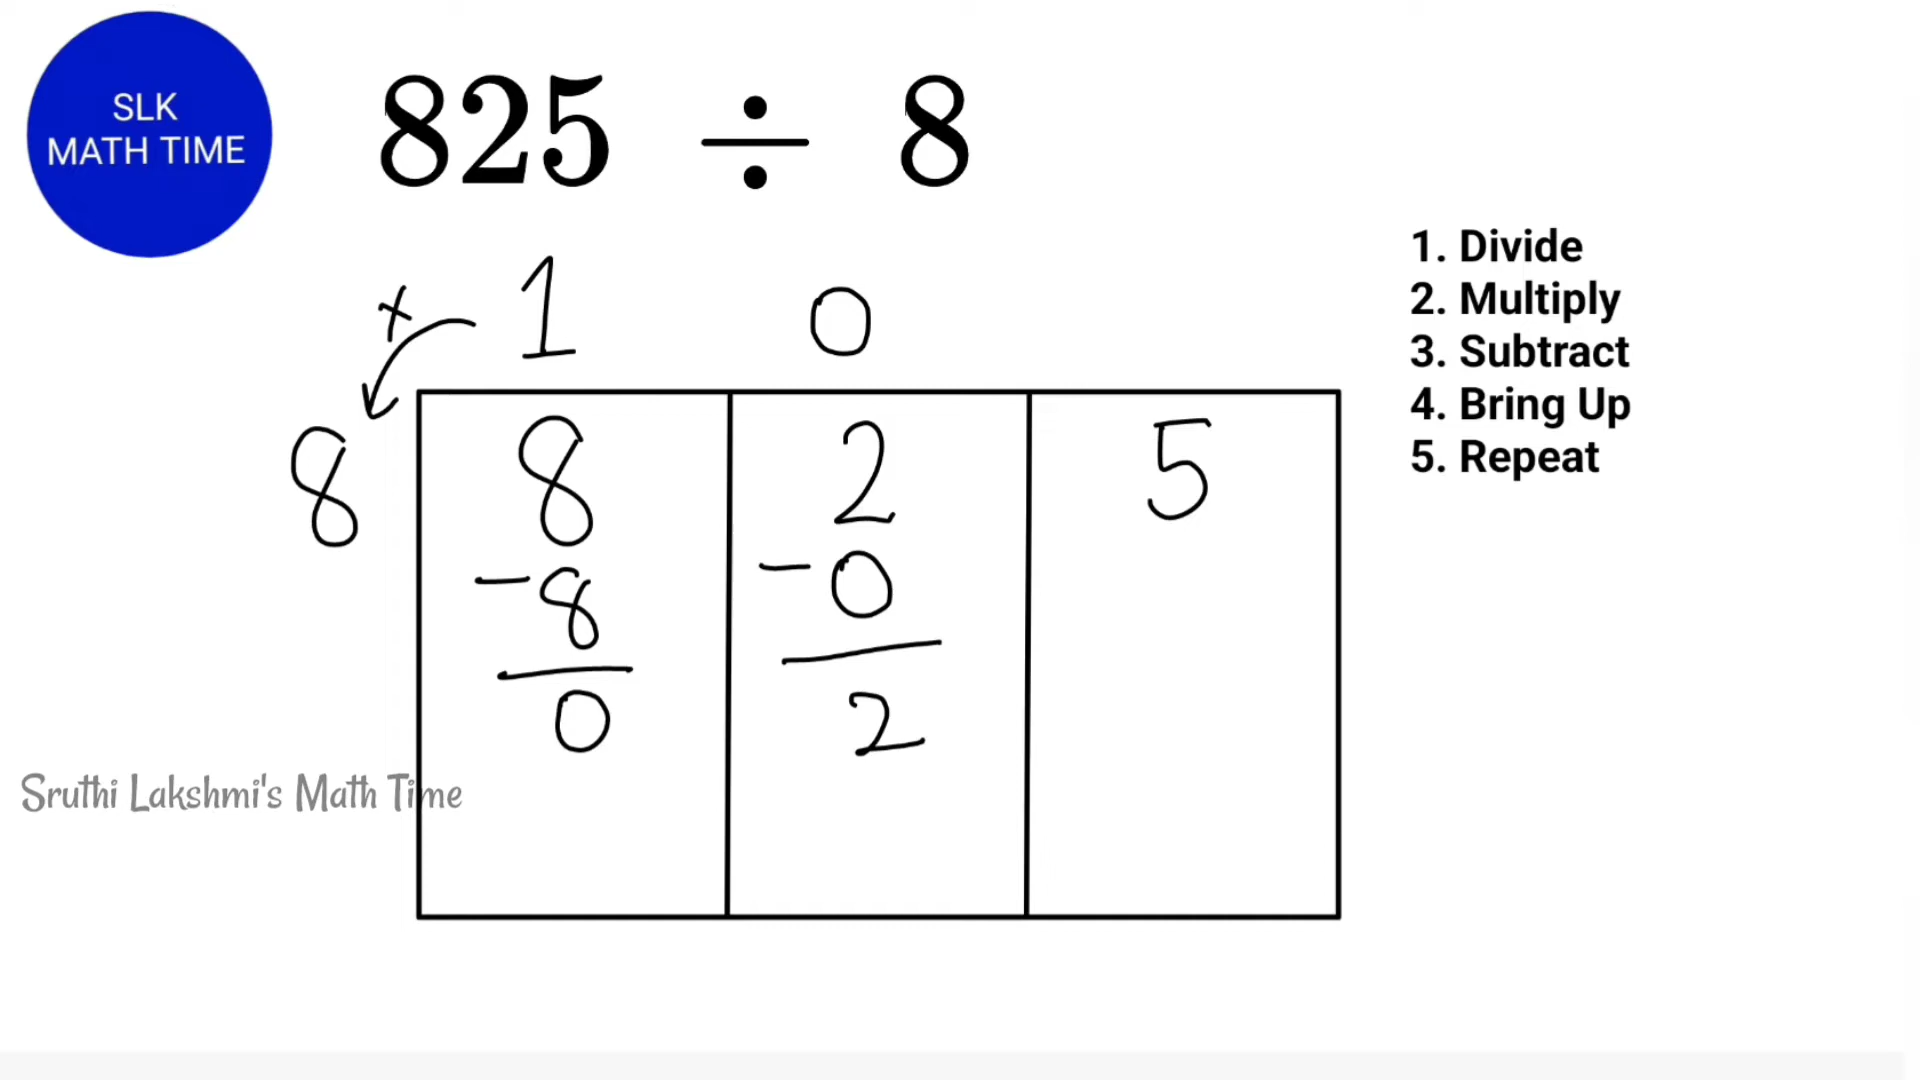 SLK
MATH TIME
825 ÷ 8
x 1 0
8 8 2 5
-8 -0
0 2
1. Divide
2. Multiply
3. Subtract
4. Bring Up
5. Repeat
Sruthi Lakshmi's Math Time